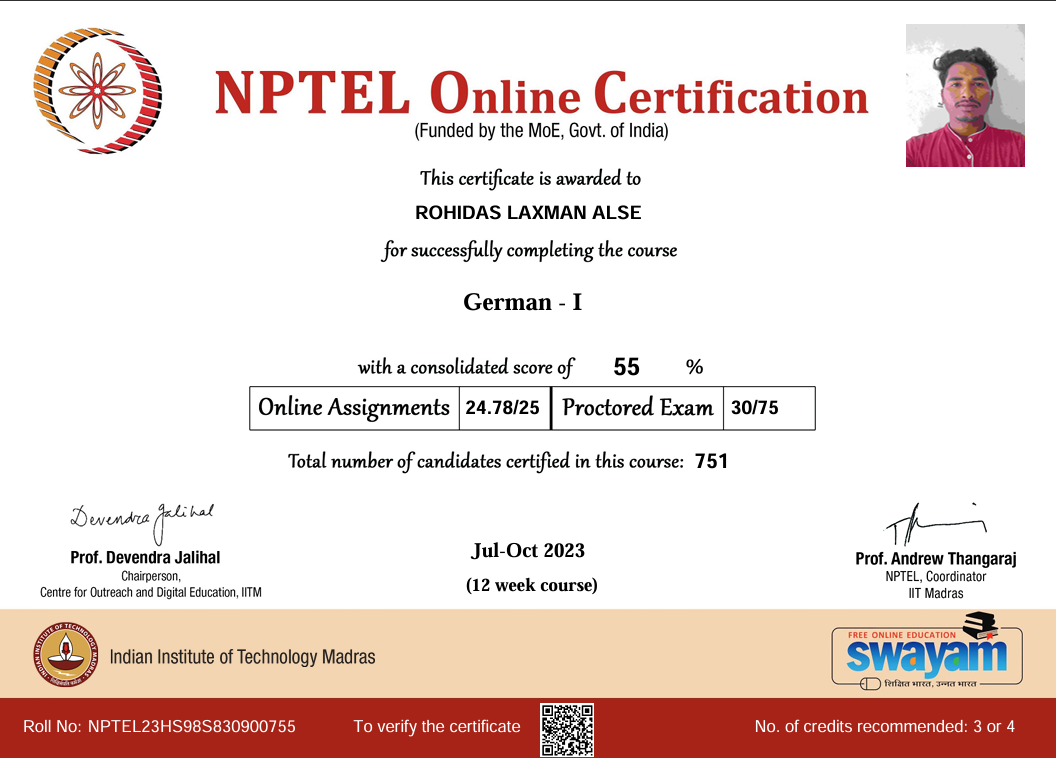 NPTEL Online Certification
(Funded by the MoE, Govt. of India)
This certificate is awarded to
ROHIDAS LAXMAN ALSE
for successfully completing the course
German - I
with a consolidated score of 55 %
Online Assignments 24.78/25 Proctored Exam 30/75
Total number of candidates certified in this course: 751
Devendra Jalihal
Prof. Devendra Jalihal
Chairperson,
Centre for Outreach and Digital Education, IITM
Jul-Oct 2023
(12 week course)
Prof. Andrew Thangaraj
NPTEL, Coordinator
IIT Madras
INDIAN INSTITUTE OF TECHNOLOGY MADRAS
Indian Institute of Technology Madras
FREE ONLINE EDUCATION
swayam
शिक्षित भारत, उन्नत भारत
Roll No: NPTEL23HS98S830900755
To verify the certificate
No. of credits recommended: 3 or 4